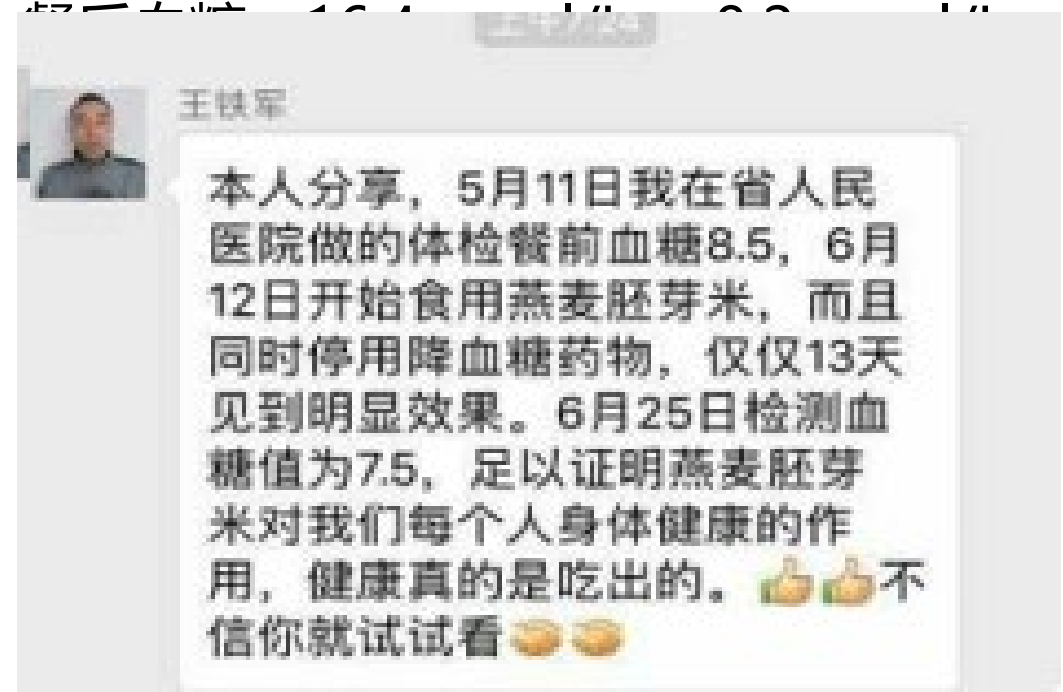 上午7:24
王铁军
本人分享，5月11日我在省人民
医院做的体检餐前血糖8.5，6月
12日开始食用燕麦胚芽米，而且
同时停用降血糖药物，仅仅13天
见到明显效果。6月25日检测血
糖值为7.5，足以证明燕麦胚芽
米对我们每个人身体健康的作
用，健康真的是吃出的。👍👍不
信你就试试看